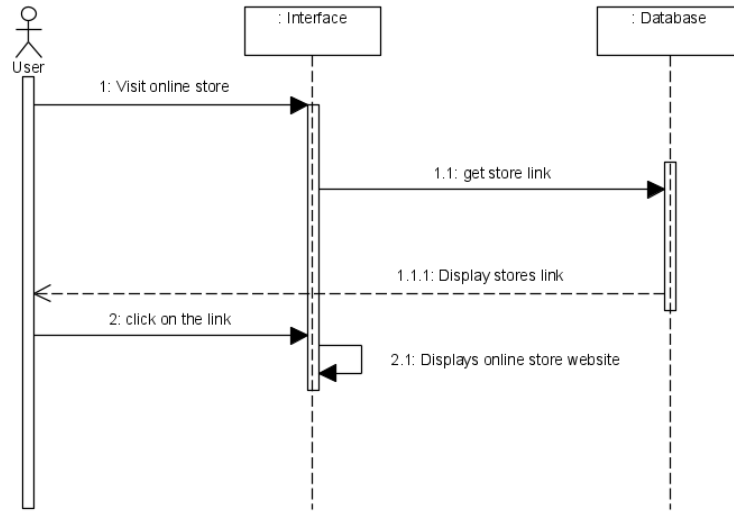 : Interface
: Database
User
1: Visit online store
1.1: get store link
1.1.1: Display stores link
2: click on the link
2.1: Displays online store website